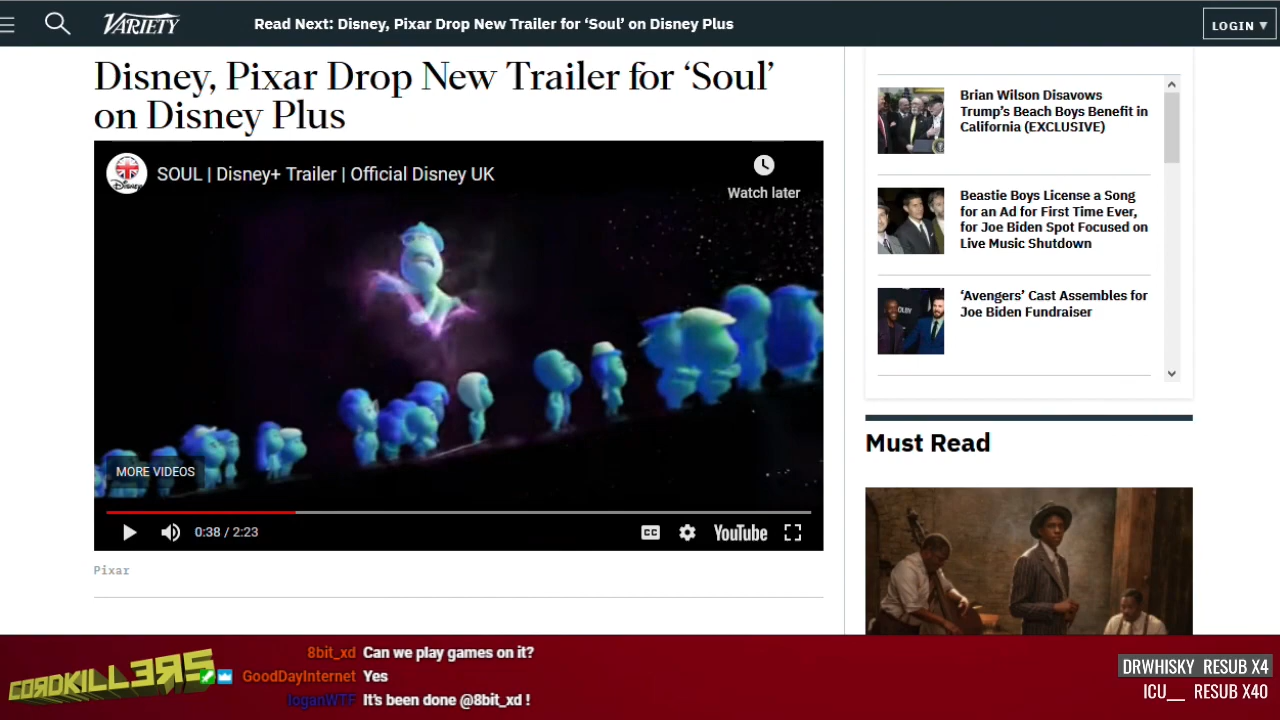 VARIETY
Read Next: Disney, Pixar Drop New Trailer for ‘Soul’ on Disney Plus
LOGIN ▼
Disney, Pixar Drop New Trailer for ‘Soul’
on Disney Plus
Disney
SOUL | Disney+ Trailer | Official Disney UK
Watch later
MORE VIDEOS
0:38 / 2:23
CC
YouTube
Pixar
Brian Wilson Disavows
Trump’s Beach Boys Benefit in
California (EXCLUSIVE)
Beastie Boys License a Song
for an Ad for First Time Ever,
for Joe Biden Spot Focused on
Live Music Shutdown
‘Avengers’ Cast Assembles for
Joe Biden Fundraiser
Must Read
CORDKILLERS
8bit_xd Can we play games on it?
GoodDayInternet Yes
loganWTF It's been done @8bit_xd !
DRWHISKY RESUB X4
ICU__ RESUB X40